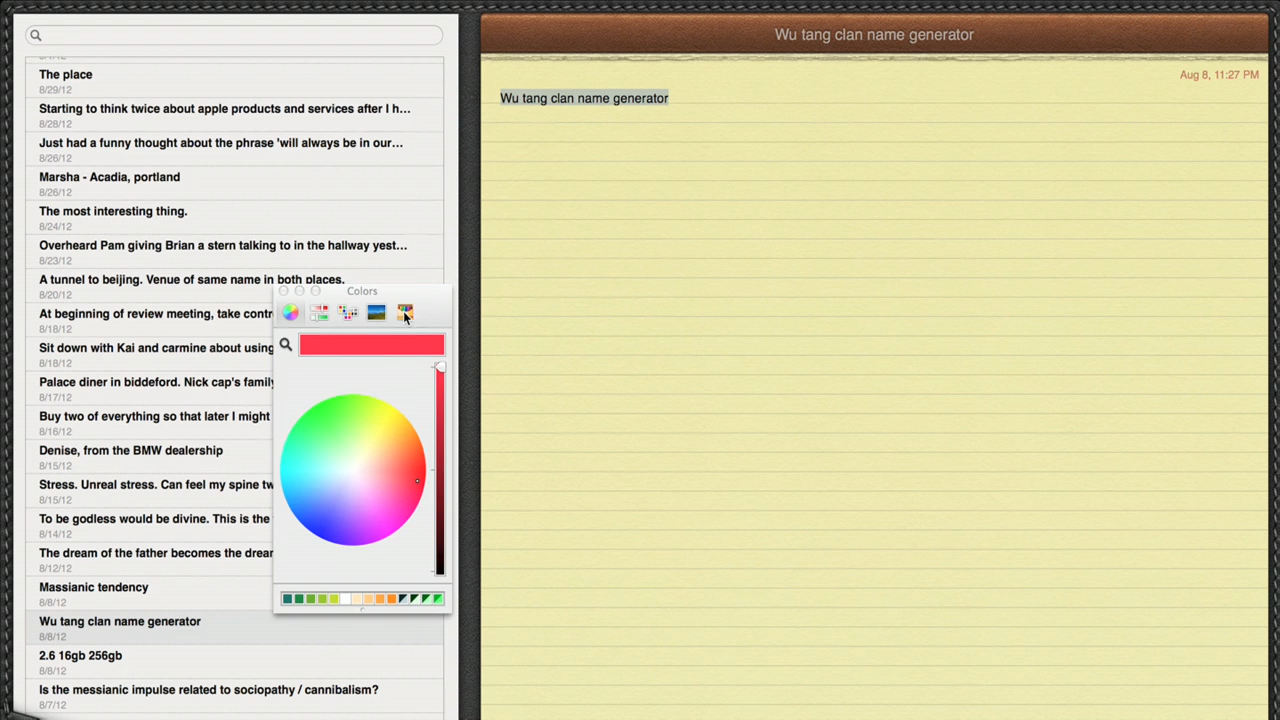 The place
8/29/12
Starting to think twice about apple products and services after I h...
8/28/12
Just had a funny thought about the phrase 'will always be in our...
8/26/12
Marsha - Acadia, portland
8/26/12
The most interesting thing.
8/24/12
Overheard Pam giving Brian a stern talking to in the hallway yest...
8/23/12
A tunnel to beijing. Venue of same name in both places.
8/20/12
At beginning of review meeting, take contr
8/18/12
Sit down with Kai and carmine about using
8/18/12
Palace diner in biddeford. Nick cap's family
8/17/12
Buy two of everything so that later I might
8/16/12
Denise, from the BMW dealership
8/15/12
Stress. Unreal stress. Can feel my spine tw
8/15/12
To be godless would be divine. This is the
8/14/12
The dream of the father becomes the drear
8/12/12
Massianic tendency
8/8/12
Wu tang clan name generator
8/8/12
2.6 16gb 256gb
8/8/12
Is the messianic impulse related to sociopathy / cannibalism?
8/7/12
Colors
Wu tang clan name generator
Aug 8, 11:27 PM
Wu tang clan name generator